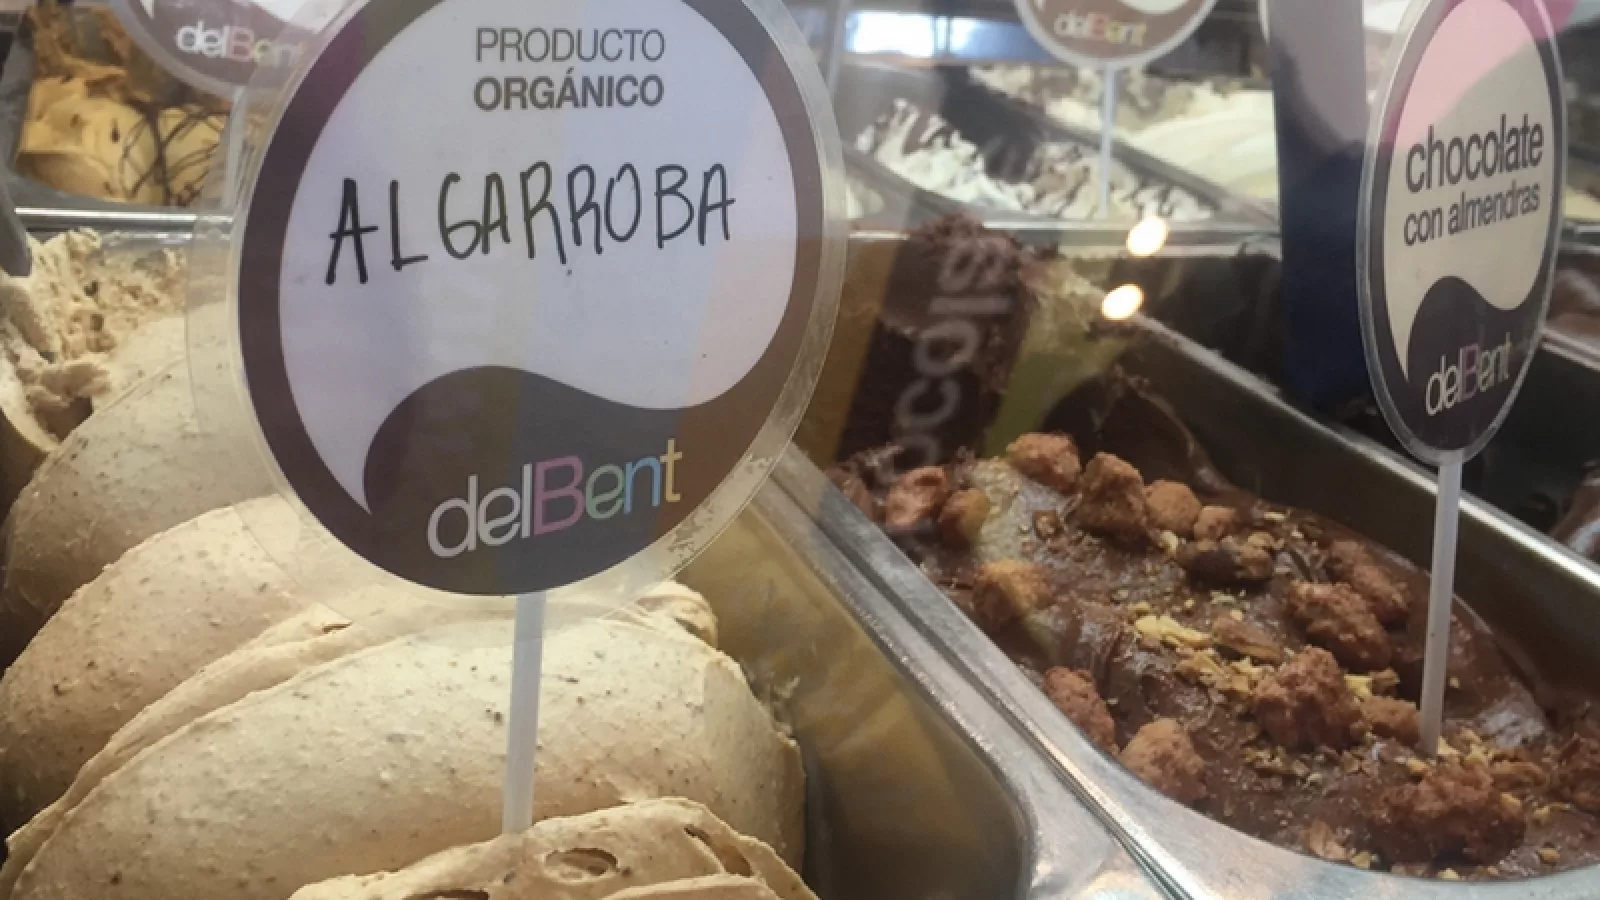 delBent
PRODUCTO
ORGÁNICO
ALGARROBA
delBent
delBent
chocolate
con almendras
delBent